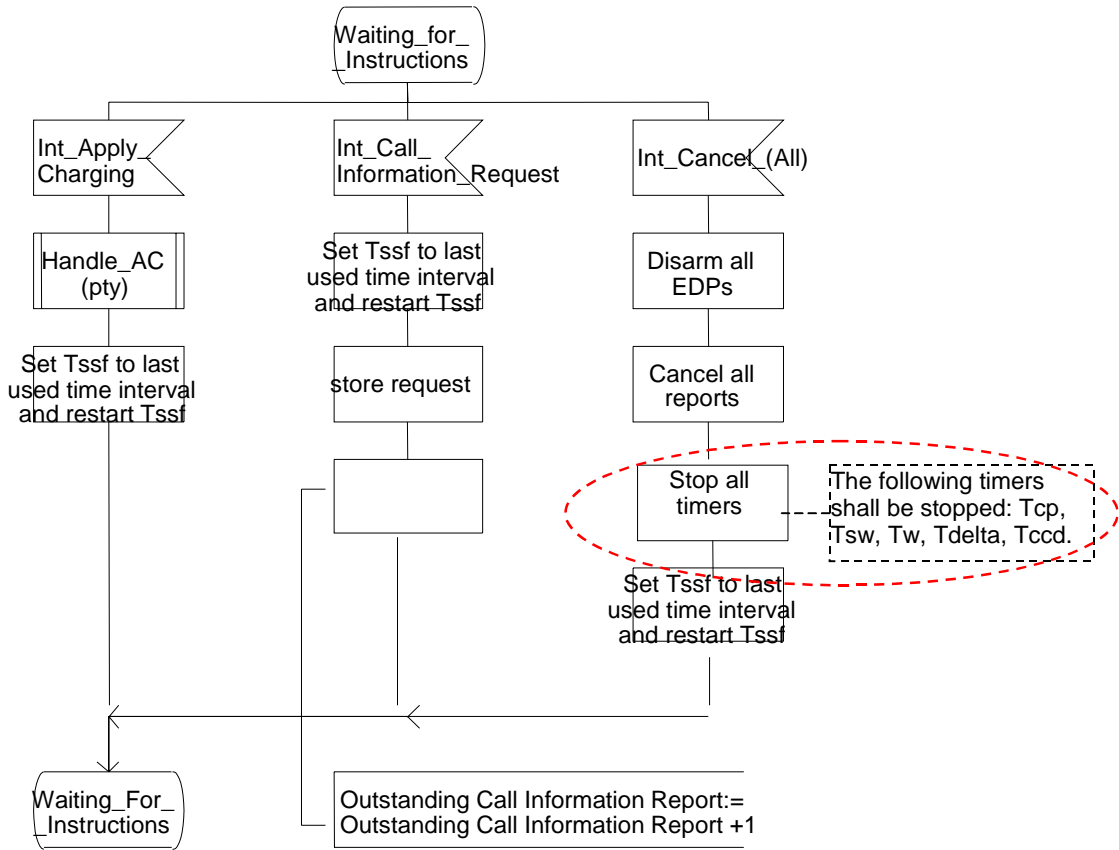 Waiting_for_
_Instructions
Int_Apply_
Charging
Int_Call_
Information_Request
Int_Cancel_(All)
Handle_AC
(pty)
Set Tssf to last
used time interval
and restart Tssf
Disarm all
EDPs
Set Tssf to last
used time interval
and restart Tssf
store request
Cancel all
reports
Stop all
timers
The following timers
shall be stopped: Tcp,
Tsw, Tw, Tdelta, Tccd.
Set Tssf to last
used time interval
and restart Tssf
Waiting_For_
_Instructions
Outstanding Call Information Report:=
Outstanding Call Information Report +1